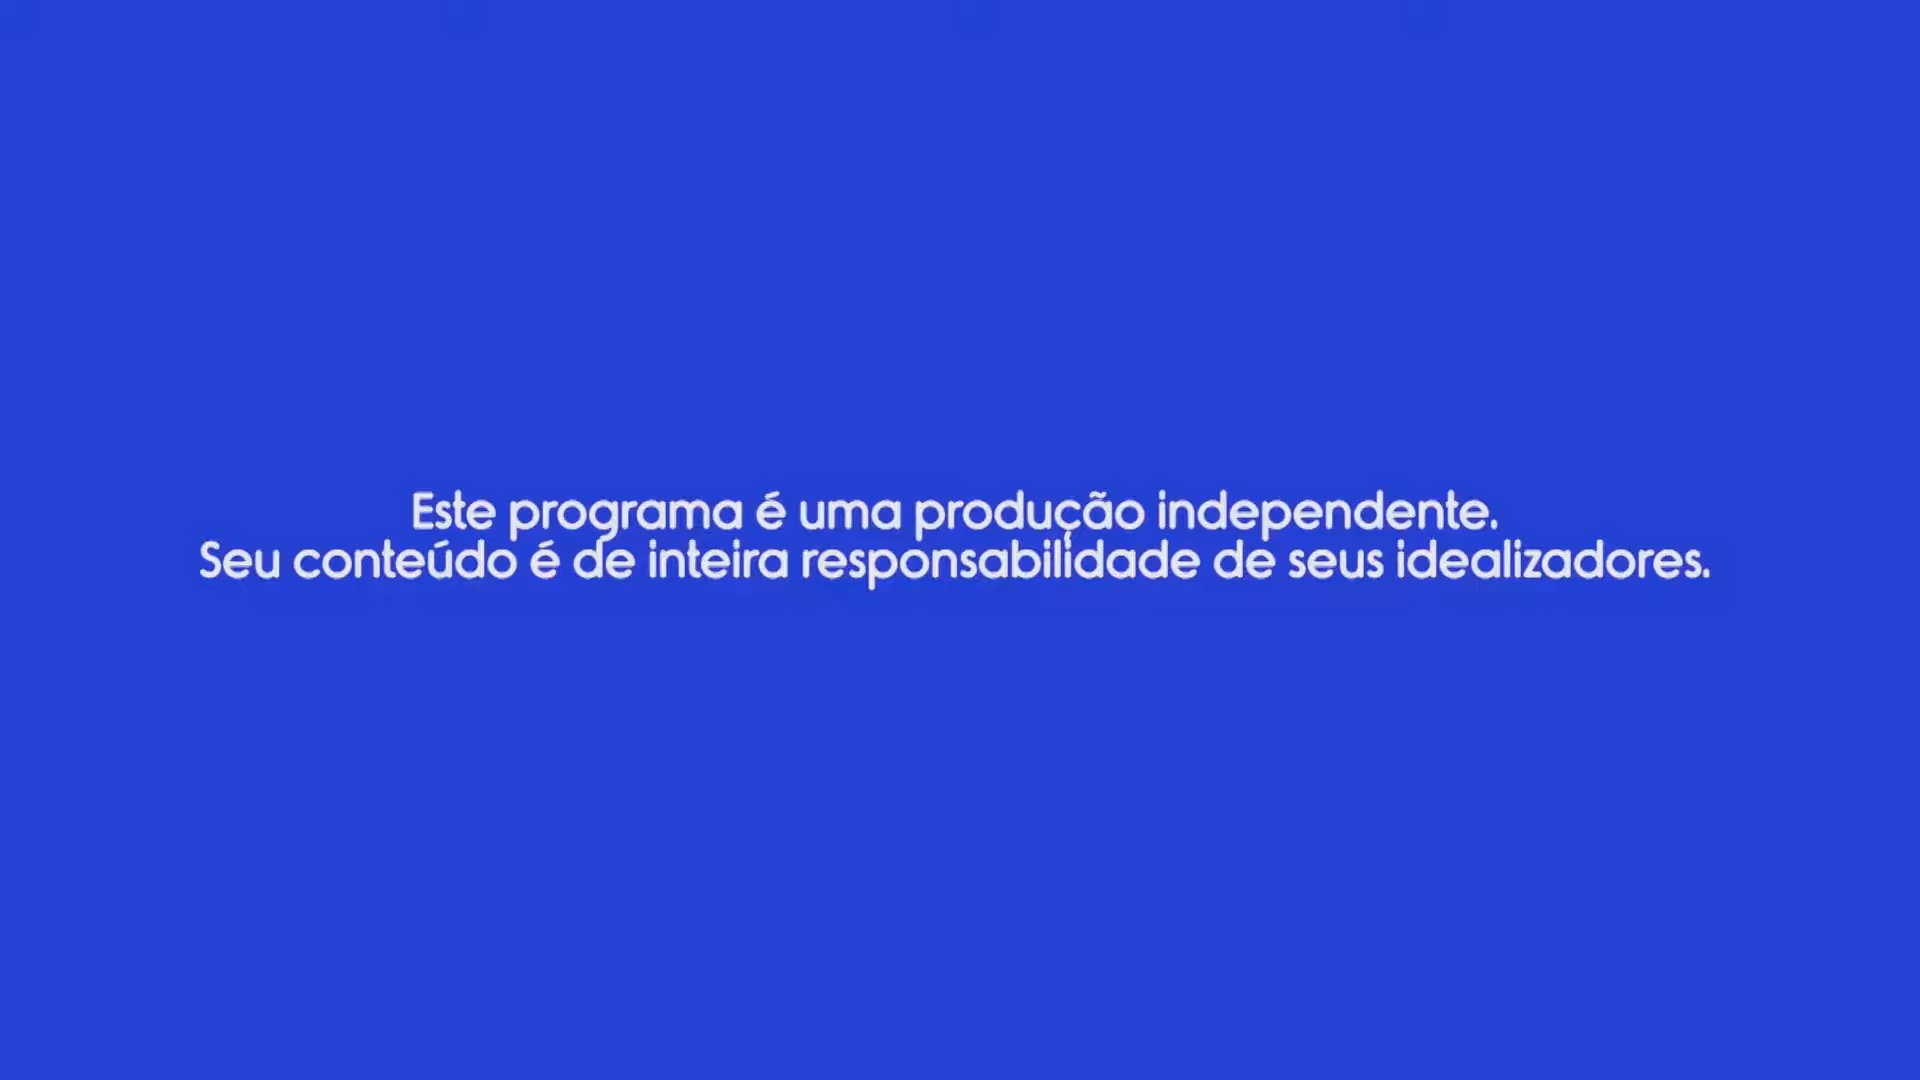 Este programa é uma produção independente.
Seu conteúdo é de inteira responsabilidade de seus idealizadores.